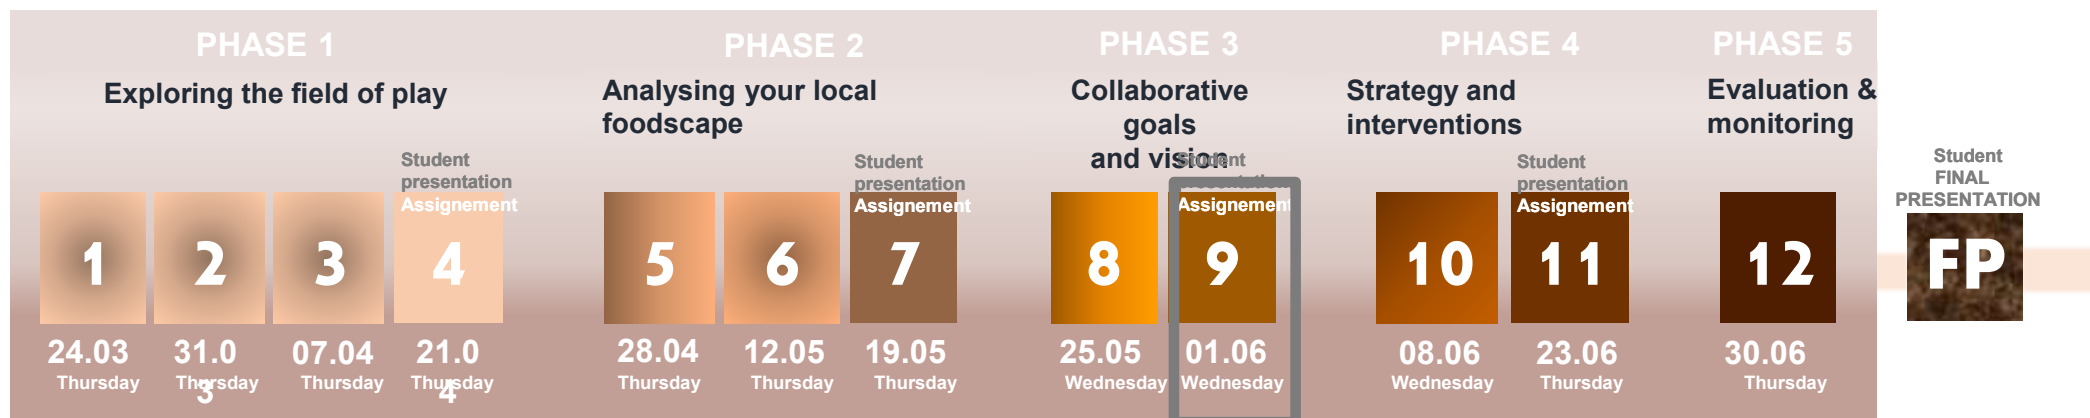 PHASE 1
Exploring the field of play
Student
presentation
Assignement
1
2
3
4
24.03
Thursday
31.0
3
Thursday
07.04
Thursday
21.0
4
Thursday
PHASE 2
Analysing your local
foodscape
Student
presentation
Assignement
5
6
7
28.04
Thursday
12.05
Thursday
19.05
Thursday
PHASE 3
Collaborative
goals
and vision
Student
presentation
Assignement
8
9
25.05
Wednesday
01.06
Wednesday
PHASE 4
Strategy and
interventions
Student
presentation
Assignement
10
11
08.06
Wednesday
23.06
Thursday
PHASE 5
Evaluation &
monitoring
12
30.06
Thursday
Student
FINAL
PRESENTATION
FP